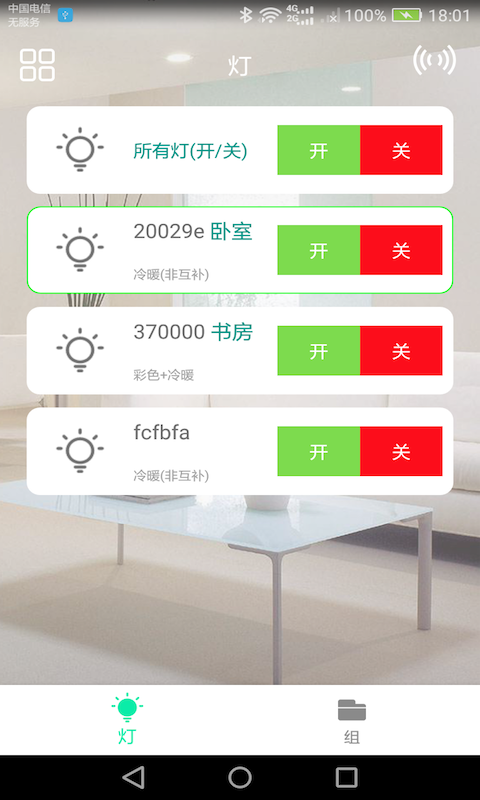 中国电信
无服务
4G
2G
100%
18:01
灯
所有灯(开/关)
开
关
20029e 卧室
冷暖(非互补)
开
关
370000 书房
彩色+冷暖
开
关
fcfbfa
冷暖(非互补)
开
关
灯
组